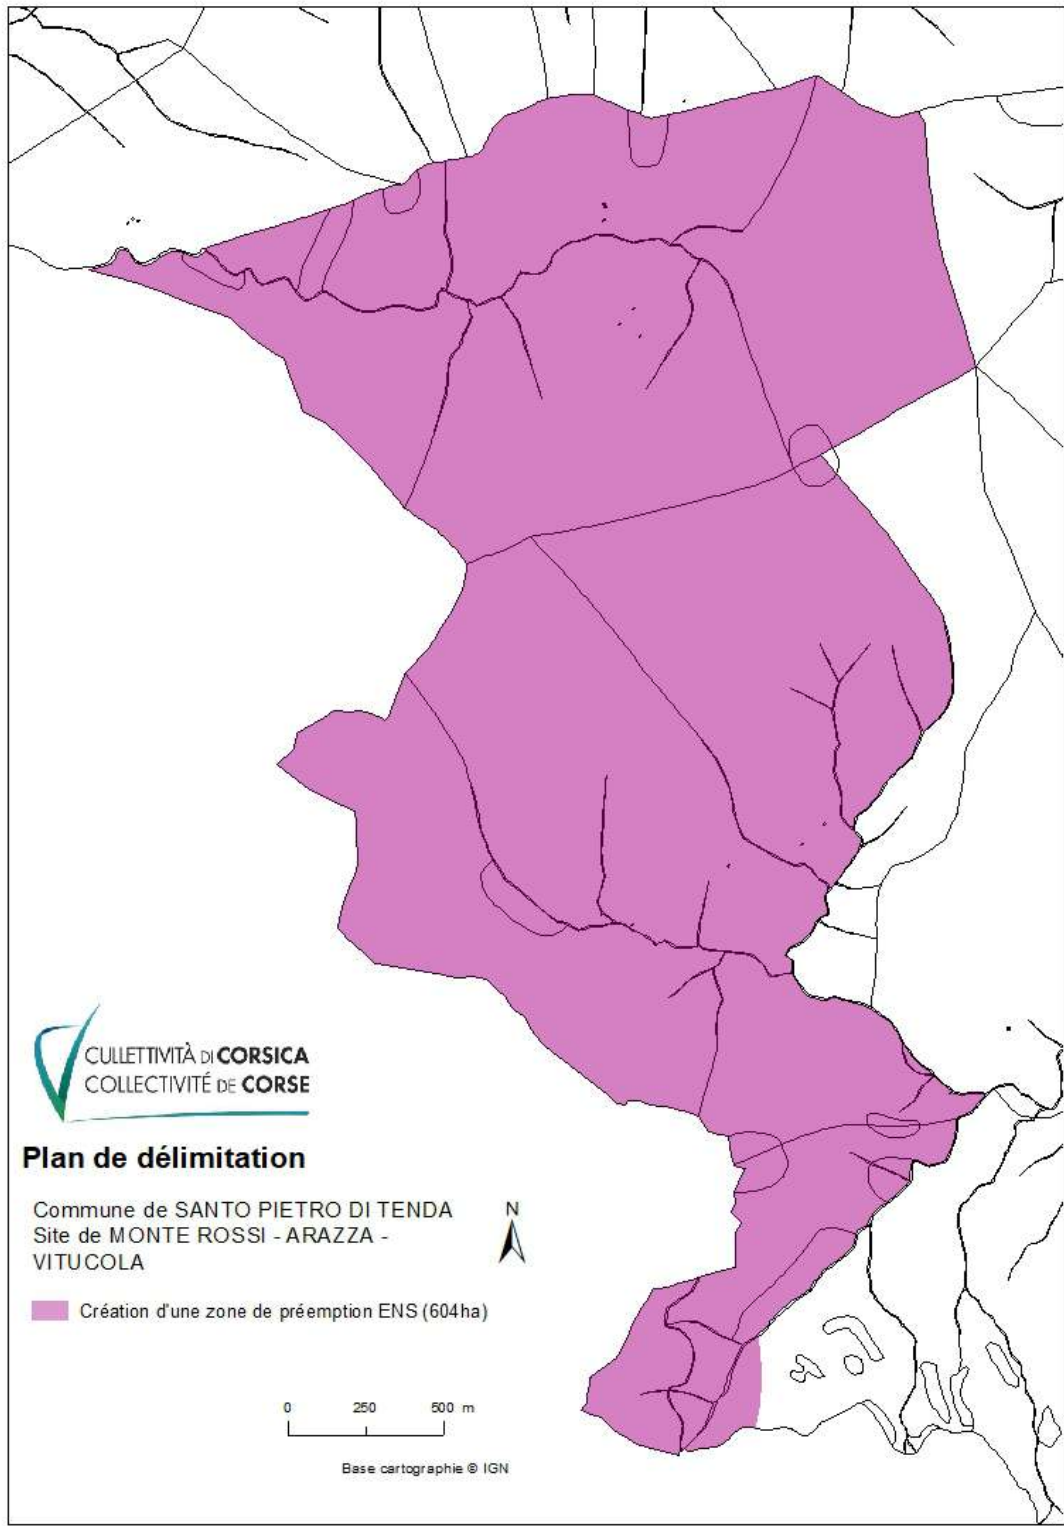 CULLETTIVITÀ DI CORSICA
COLLECTIVITÉ DE CORSE
Plan de délimitation
Commune de SANTO PIETRO DI TENDA
Site de MONTE ROSSI - ARAZZA -
VITUCOLA
N
Création d'une zone de préemption ENS (604ha)
0 250 500 m
Base cartographie © IGN